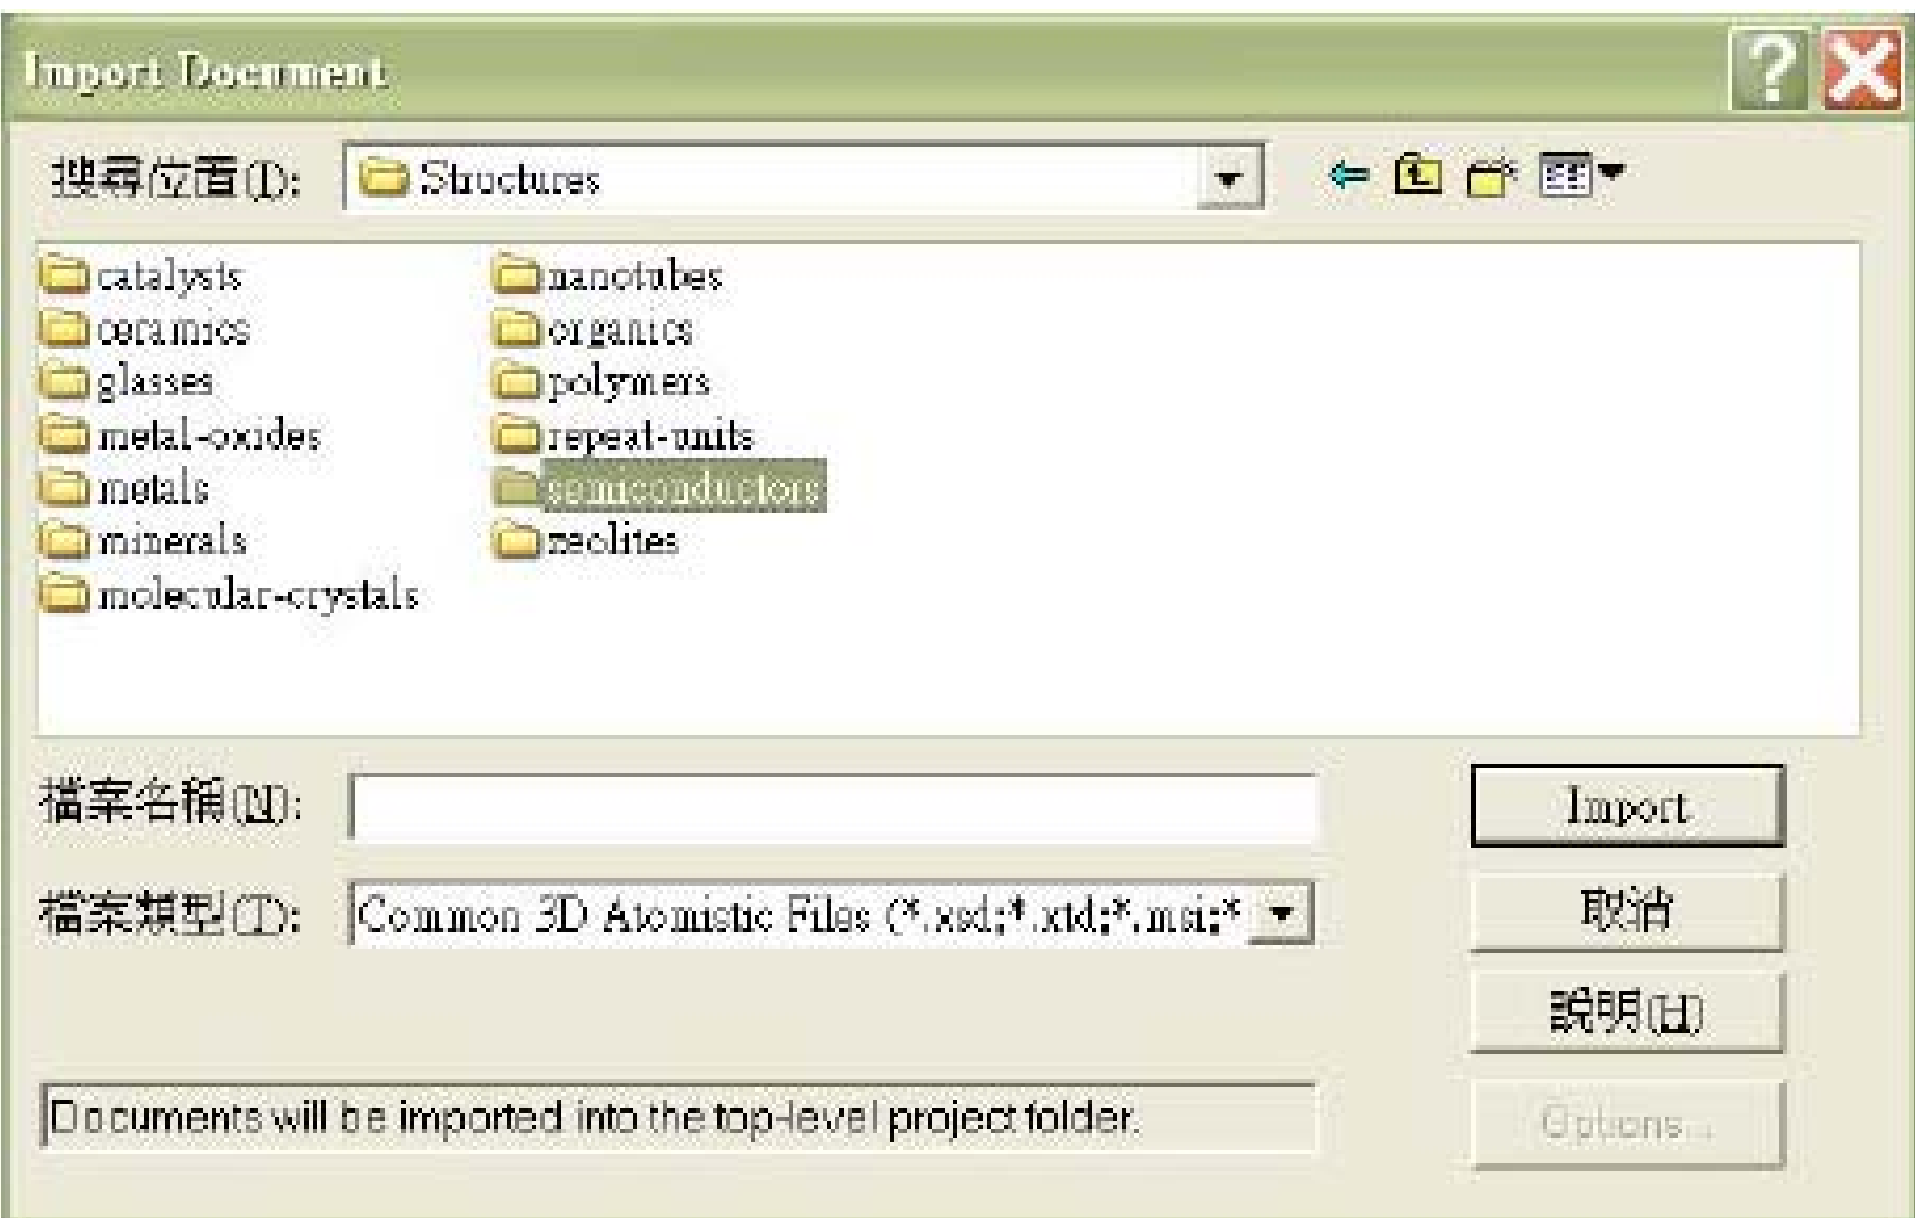 Import Document
搜尋位置(I): Structures
catalysts
ceramics
glasses
metal-oxides
metals
minerals
molecular-crystals
nanotubes
organics
polymers
repeat-units
semiconductors
zeolites
檔案名稱(N):
Import
檔案類型(T): Common 3D Atomistic Files (*.xsd;*.xtd;*.msi;*
取消
說明(H)
Documents will be imported into the top-level project folder.
Options...